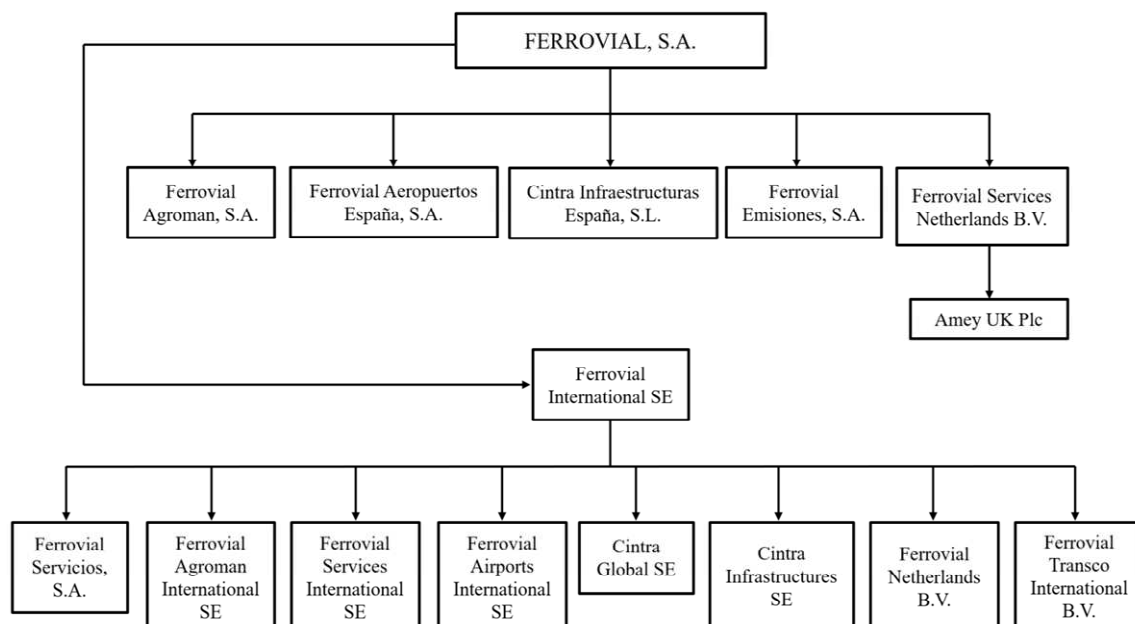 FERROVIAL, S.A.
Ferrovial
Agroman, S.A.
Ferrovial Aeropuertos
España, S.A.
Cintra Infraestructuras
España, S.L.
Ferrovial
Emisiones, S.A.
Ferrovial Services
Netherlands B.V.
Amey UK Plc
Ferrovial
International SE
Ferrovial
Servicios,
S.A.
Ferrovial
Agroman
International
SE
Ferrovial
Services
International
SE
Ferrovial
Airports
International
SE
Cintra
Global SE
Cintra
Infrastructures
SE
Ferrovial
Netherlands
B.V.
Ferrovial
Transco
International
B.V.